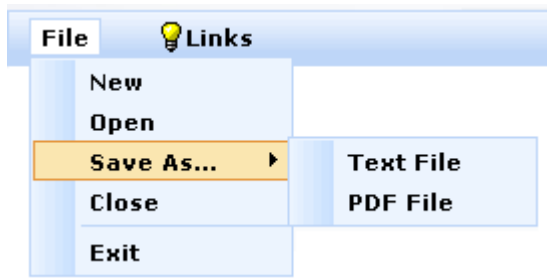 File Links
New
Open
Save As... Text File
Close PDF File
Exit